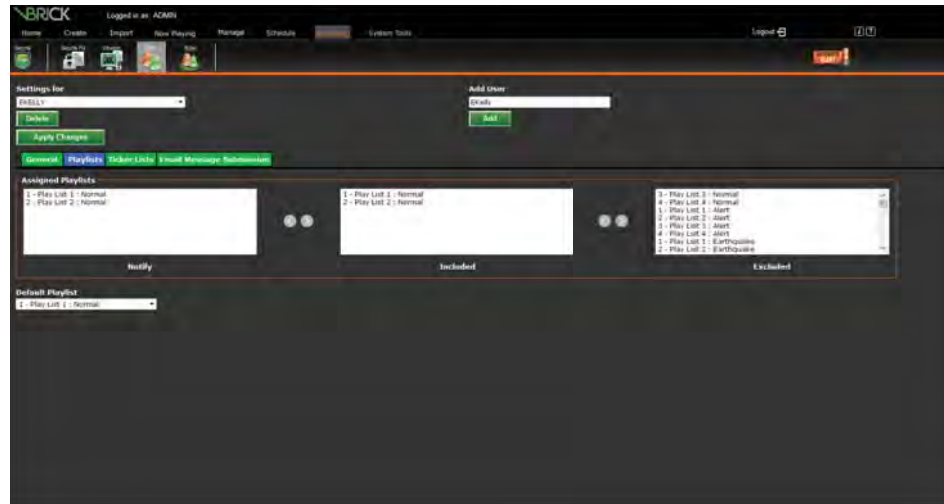 VBRICK
Logged in as: ADMIN
Home Create Import Now Playing Manage Schedule System Tools Logout
Settings for
EKELLY
Delete
Apply Changes
Add User
EKelly
Add
General Playlists Ticker Lists Email Message Submission
Assigned Playlists
1 - Play List 1 : Normal
2 - Play List 2 : Normal
Notify
1 - Play List 1 : Normal
2 - Play List 2 : Normal
Included
3 - Play List 3 : Normal
4 - Play List 4 : Normal
1 - Play List 1 : Alert
2 - Play List 2 : Alert
3 - Play List 3 : Alert
4 - Play List 4 : Alert
1 - Play List 1 : Earthquake
2 - Play List 2 : Earthquake
Excluded
Default Playlist
1 - Play List 1 : Normal